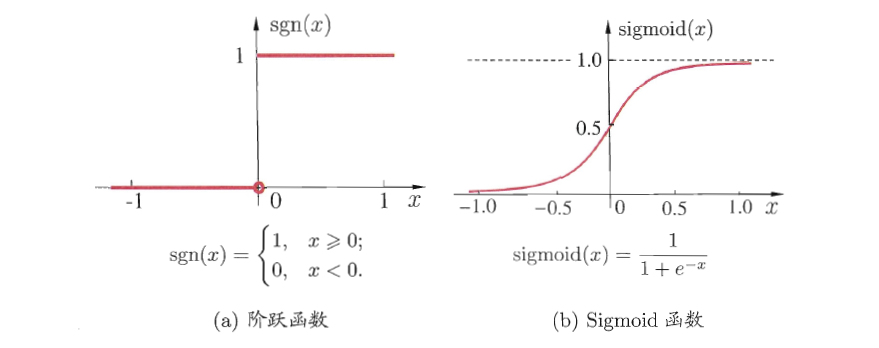 sgn(x)
1
-1
0
1
x
sgn(x) = {1, x ⩾ 0;
0, x < 0.
(a) 阶跃函数
sigmoid(x)
1.0
0.5
-1.0
-0.5
0
0.5
1.0
x
sigmoid(x) = 1 / (1 + e^{-x})
(b) Sigmoid 函数